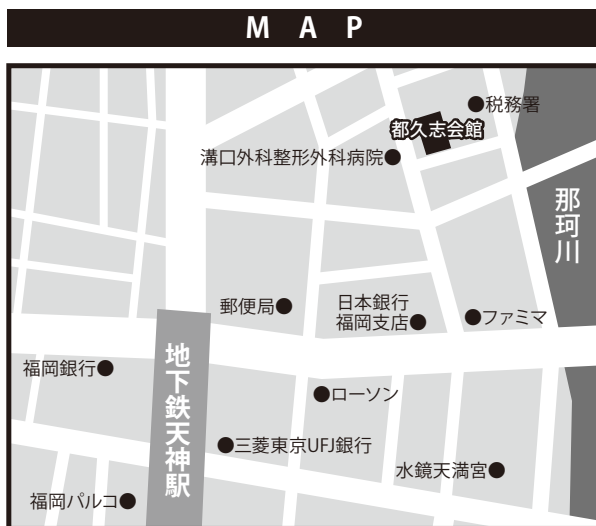 MAP
税務署
都久志会館
溝口外科整形外科病院
那珂川
郵便局
日本銀行
福岡支店
ファミマ
地下鉄天神駅
福岡銀行
ローソン
三菱東京UFJ銀行
水鏡天満宮
福岡パルコ